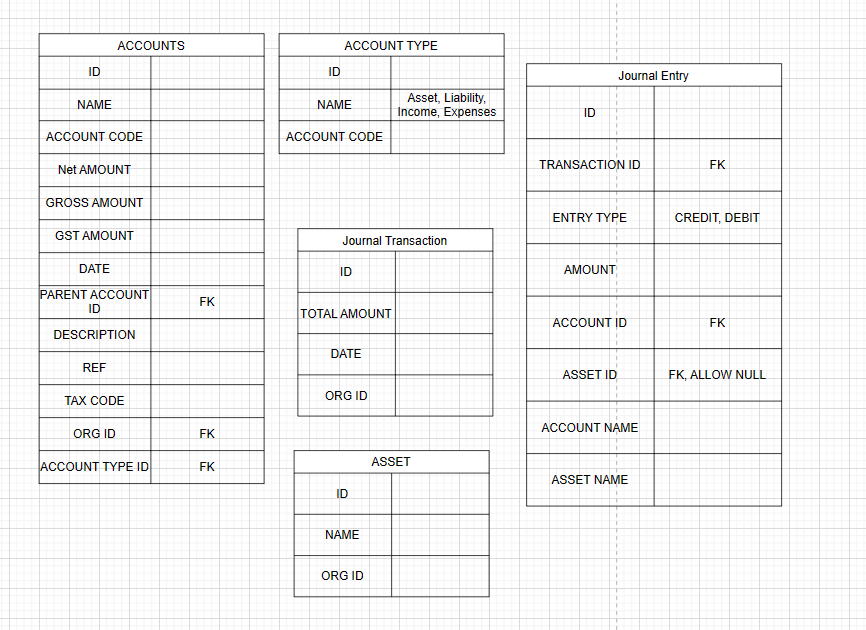 ACCOUNTS
ID
NAME
ACCOUNT CODE
Net AMOUNT
GROSS AMOUNT
GST AMOUNT
DATE
PARENT ACCOUNT
ID
FK
DESCRIPTION
REF
TAX CODE
ORG ID FK
ACCOUNT TYPE ID FK
ACCOUNT TYPE
ID
NAME
Asset, Liability,
Income, Expenses
ACCOUNT CODE
Journal Transaction
ID
TOTAL AMOUNT
DATE
ORG ID
ASSET
ID
NAME
ORG ID
Journal Entry
ID
TRANSACTION ID FK
ENTRY TYPE CREDIT, DEBIT
AMOUNT
ACCOUNT ID FK
ASSET ID FK, ALLOW NULL
ACCOUNT NAME
ASSET NAME